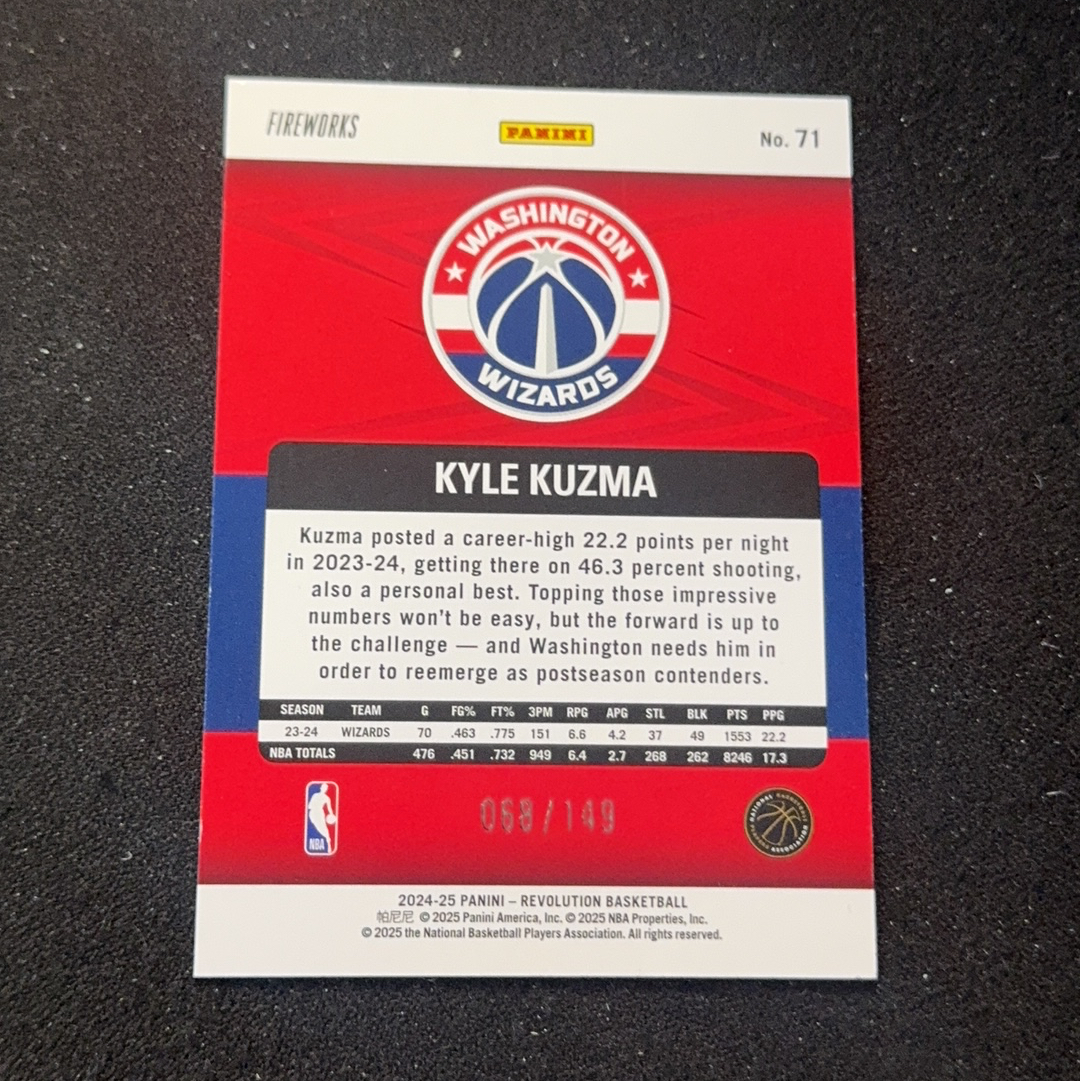 FIREWORKS
PANINI
No. 71
WASHINGTON
WIZARDS
KYLE KUZMA
Kuzma posted a career-high 22.2 points per night
in 2023-24, getting there on 46.3 percent shooting,
also a personal best. Topping those impressive
numbers won't be easy, but the forward is up to
the challenge — and Washington needs him in
order to reemerge as postseason contenders.
SEASON TEAM G FG% FT% 3PM RPG APG STL BLK PTS PPG
23-24 WIZARDS 70 .463 .775 151 6.6 4.2 37 49 1553 22.2
NBA TOTALS 476 .451 .732 949 6.4 2.7 268 262 8246 17.3
NBA
068/149
NATIONAL BASKETBALL
PLAYERS ASSOCIATION
2024-25 PANINI – REVOLUTION BASKETBALL
帕尼尼 © 2025 Panini America, Inc. © 2025 NBA Properties, Inc.
© 2025 the National Basketball Players Association. All rights reserved.